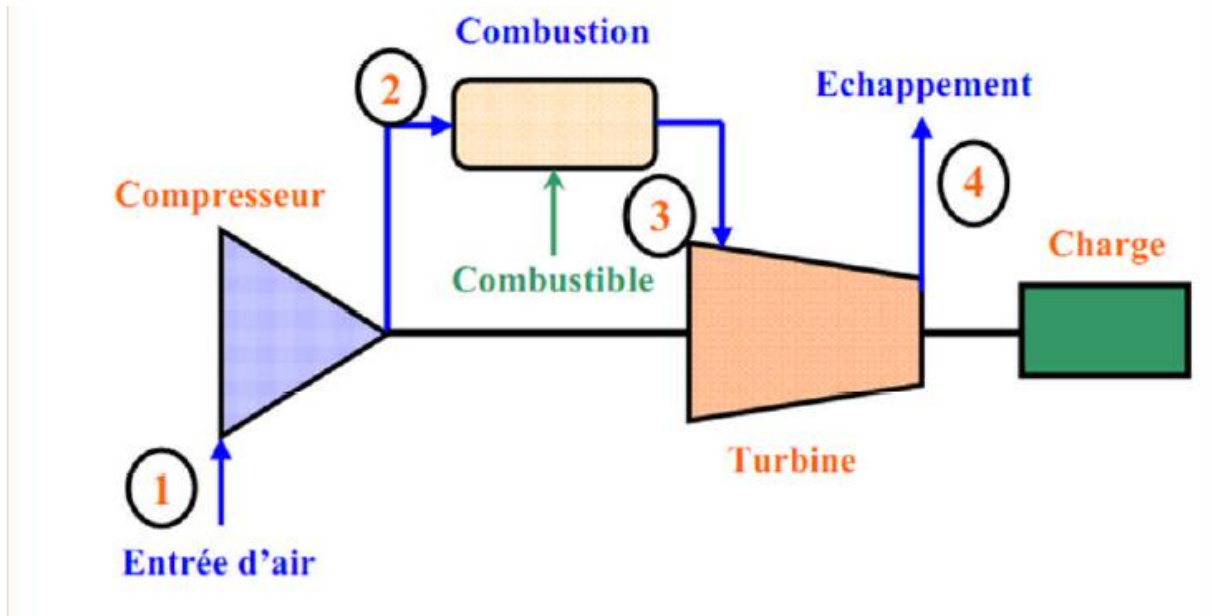 Combustion
2
Echappement
Compresseur
4
3
Charge
Combustible
Turbine
1
Entrée d'air